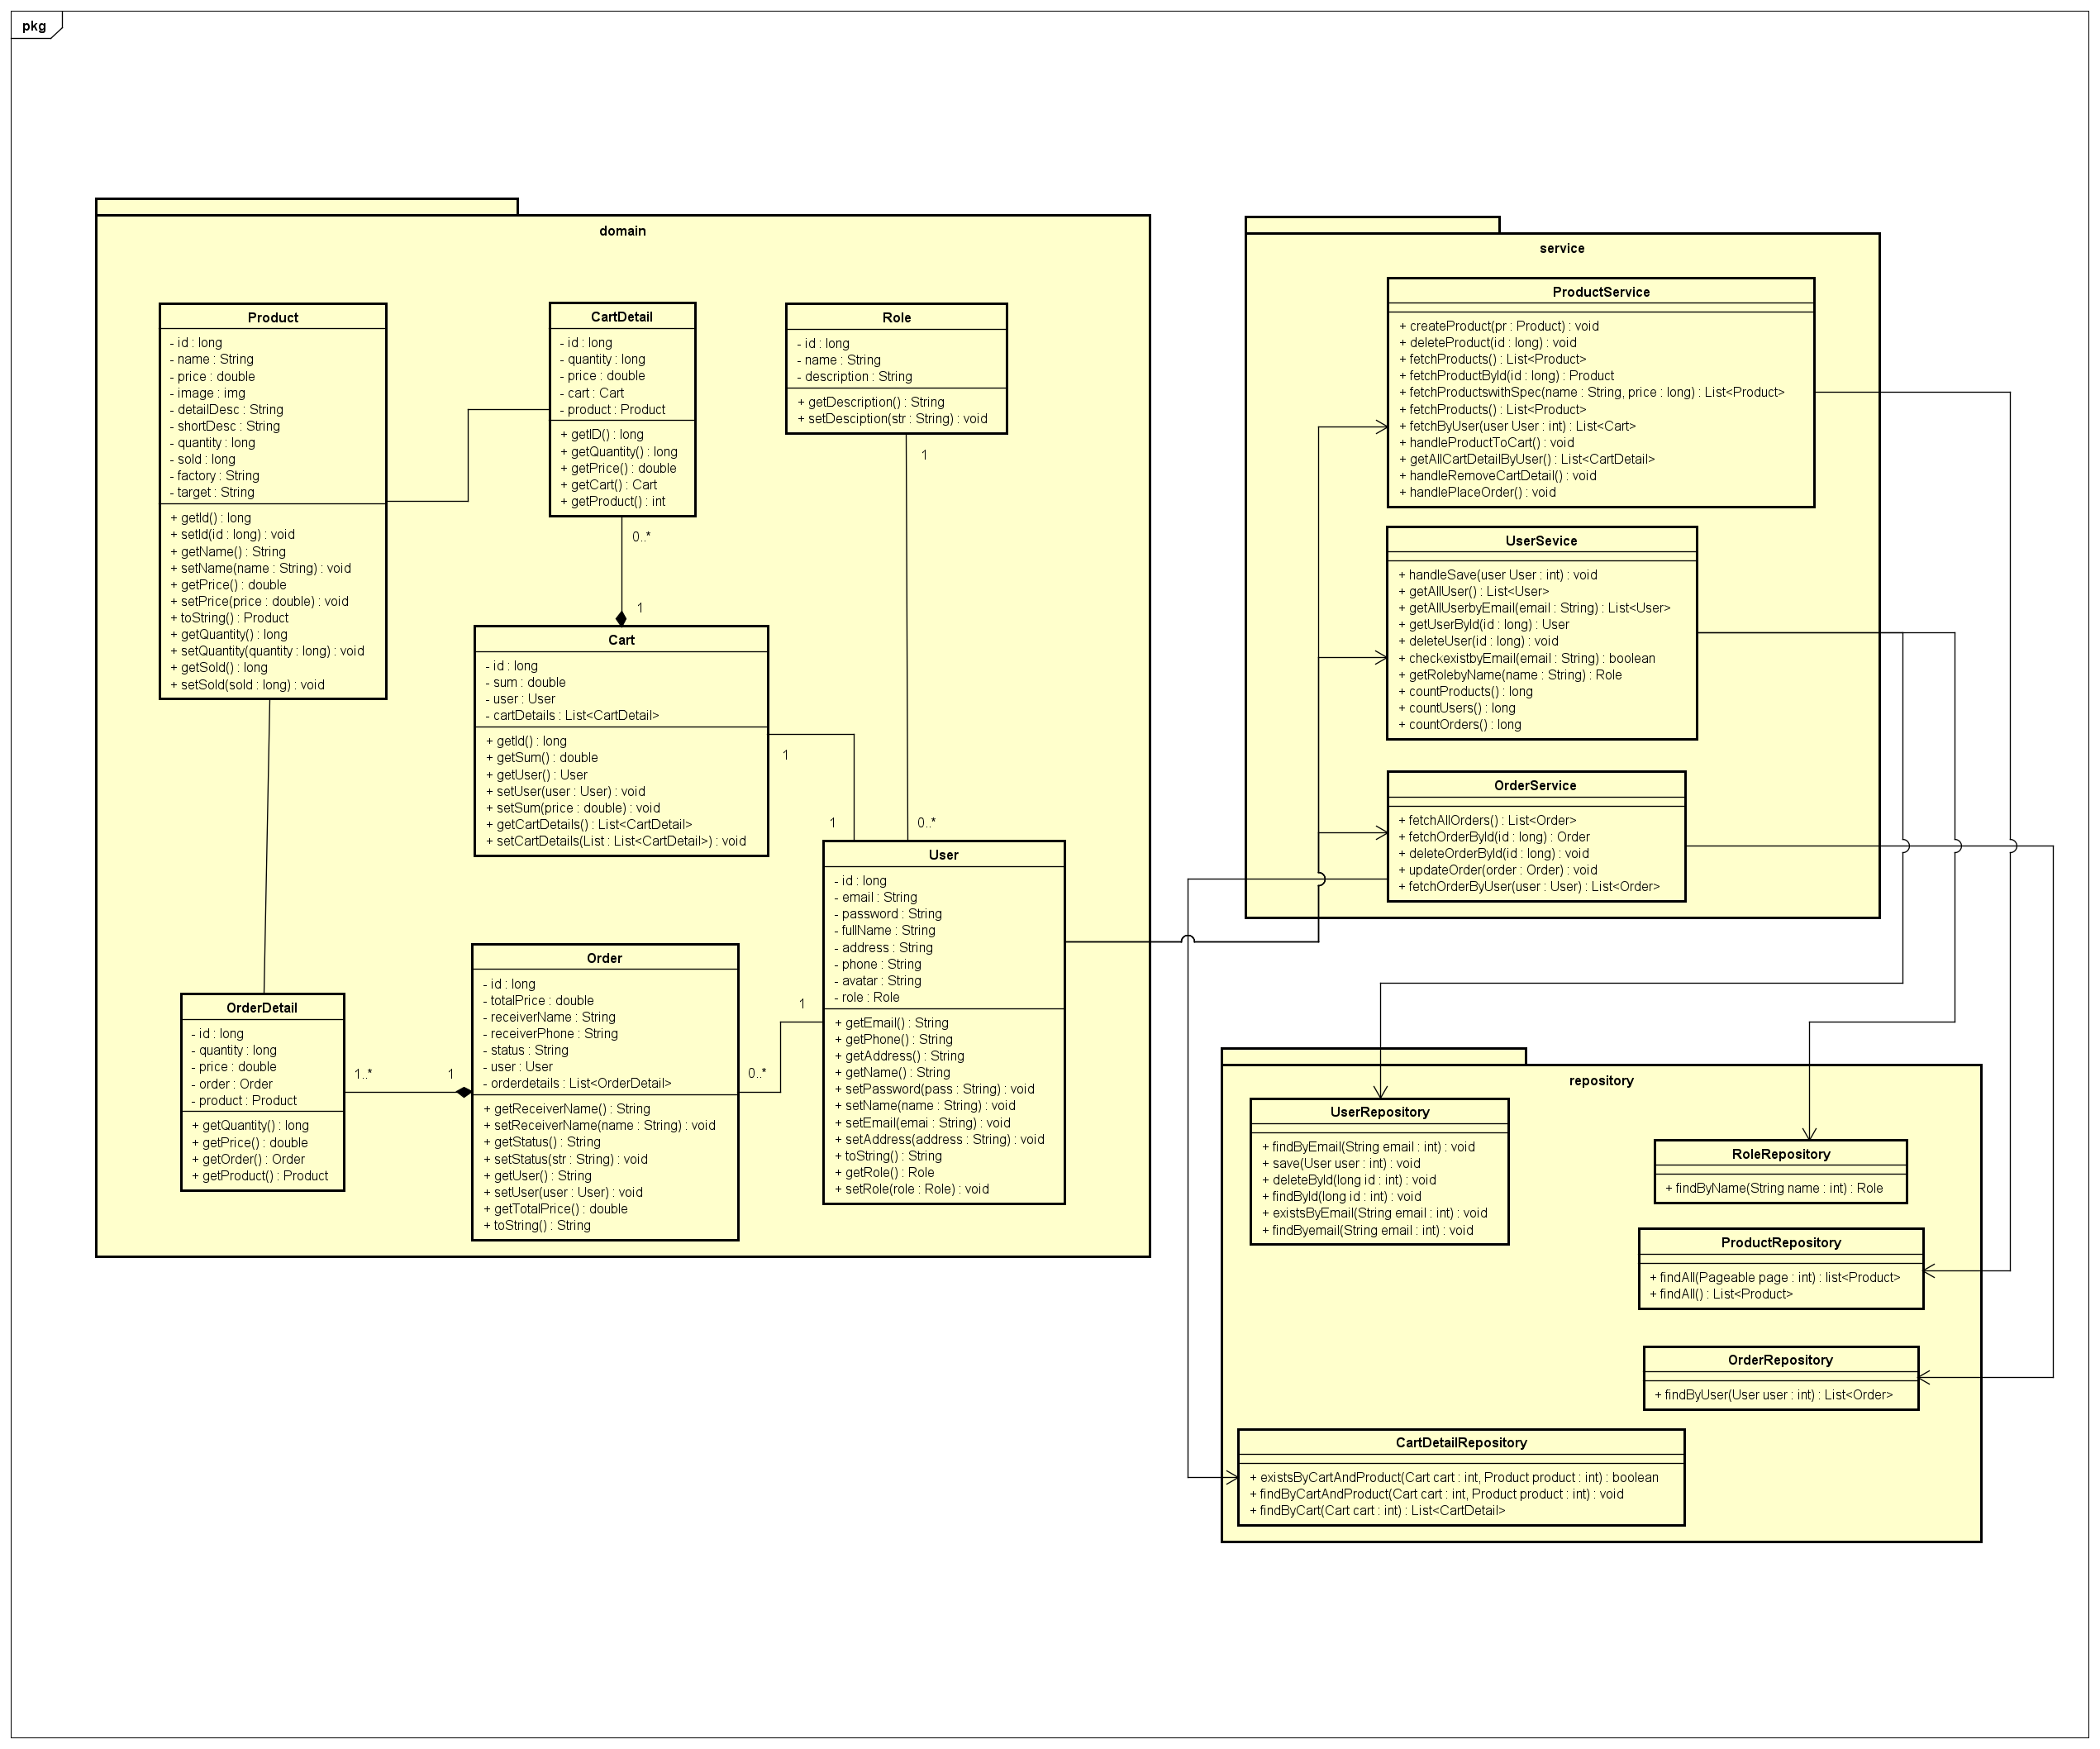 pkg
domain
Product
- id : long
- name : String
- price : double
- image : img
- detailDesc : String
- shortDesc : String
- quantity : long
- sold : long
- factory : String
- target : String
+ getId() : long
+ setId(id : long) : void
+ getName() : String
+ setName(name : String) : void
+ getPrice() : double
+ setPrice(price : double) : void
+ toString() : Product
+ getQuantity() : long
+ setQuantity(quantity : long) : void
+ getSold() : long
+ setSold(sold : long) : void
CartDetail
- id : long
- quantity : long
- price : double
- cart : Cart
- product : Product
+ getID() : long
+ getQuantity() : long
+ getPrice() : double
+ getCart() : Cart
+ getProduct() : int
0..*
1
Role
- id : long
- name : String
- description : String
+ getDescription() : String
+ setDesciption(str : String) : void
1
0..*
Cart
- id : long
- sum : double
- user : User
- cartDetails : List<CartDetail>
+ getId() : long
+ getSum() : double
+ getUser() : User
+ setUser(user : User) : void
+ setSum(price : double) : void
+ getCartDetails() : List<CartDetail>
+ setCartDetails(List : List<CartDetail>) : void
1
1
User
- id : long
- email : String
- password : String
- fullName : String
- address : String
- phone : String
- avatar : String
- role : Role
+ getEmail() : String
+ getPhone() : String
+ getAddress() : String
+ getName() : String
+ setPassword(pass : String) : void
+ setName(name : String) : void
+ setEmail(emai : String) : void
+ setAddress(address : String) : void
+ toString() : String
+ getRole() : Role
+ setRole(role : Role) : void
OrderDetail
- id : long
- quantity : long
- price : double
- order : Order
- product : Product
+ getQuantity() : long
+ getPrice() : double
+ getOrder() : Order
+ getProduct() : Product
1..*
1
Order
- id : long
- totalPrice : double
- receiverName : String
- receiverPhone : String
- status : String
- user : User
- orderdetails : List<OrderDetail>
+ getReceiverName() : String
+ setReceiverName(name : String) : void
+ getStatus() : String
+ setStatus(str : String) : void
+ getUser() : String
+ setUser(user : User) : void
+ getTotalPrice() : double
+ toString() : String
0..*
1
service
ProductService
+ createProduct(pr : Product) : void
+ deleteProduct(id : long) : void
+ fetchProducts() : List<Product>
+ fetchProductById(id : long) : Product
+ fetchProductswithSpec(name : String, price : long) : List<Product>
+ fetchProducts() : List<Product>
+ fetchByUser(user User : int) : List<Cart>
+ handleProductToCart() : void
+ getAllCartDetailByUser() : List<CartDetail>
+ handleRemoveCartDetail() : void
+ handlePlaceOrder() : void
UserSevice
+ handleSave(user User : int) : void
+ getAllUser() : List<User>
+ getAllUserbyEmail(email : String) : List<User>
+ getUserById(id : long) : User
+ deleteUser(id : long) : void
+ checkexistbyEmail(email : String) : boolean
+ getRolebyName(name : String) : Role
+ countProducts() : long
+ countUsers() : long
+ countOrders() : long
OrderService
+ fetchAllOrders() : List<Order>
+ fetchOrderById(id : long) : Order
+ deleteOrderById(id : long) : void
+ updateOrder(order : Order) : void
+ fetchOrderByUser(user : User) : List<Order>
repository
UserRepository
+ findByEmail(String email : int) : void
+ save(User user : int) : void
+ deleteById(long id : int) : void
+ findById(long id : int) : void
+ existsByEmail(String email : int) : void
+ findByemail(String email : int) : void
RoleRepository
+ findByName(String name : int) : Role
ProductRepository
+ findAll(Pageable page : int) : list<Product>
+ findAll() : List<Product>
OrderRepository
+ findByUser(User user : int) : List<Order>
CartDetailRepository
+ existsByCartAndProduct(Cart cart : int, Product product : int) : boolean
+ findByCartAndProduct(Cart cart : int, Product product : int) : void
+ findByCart(Cart cart : int) : List<CartDetail>